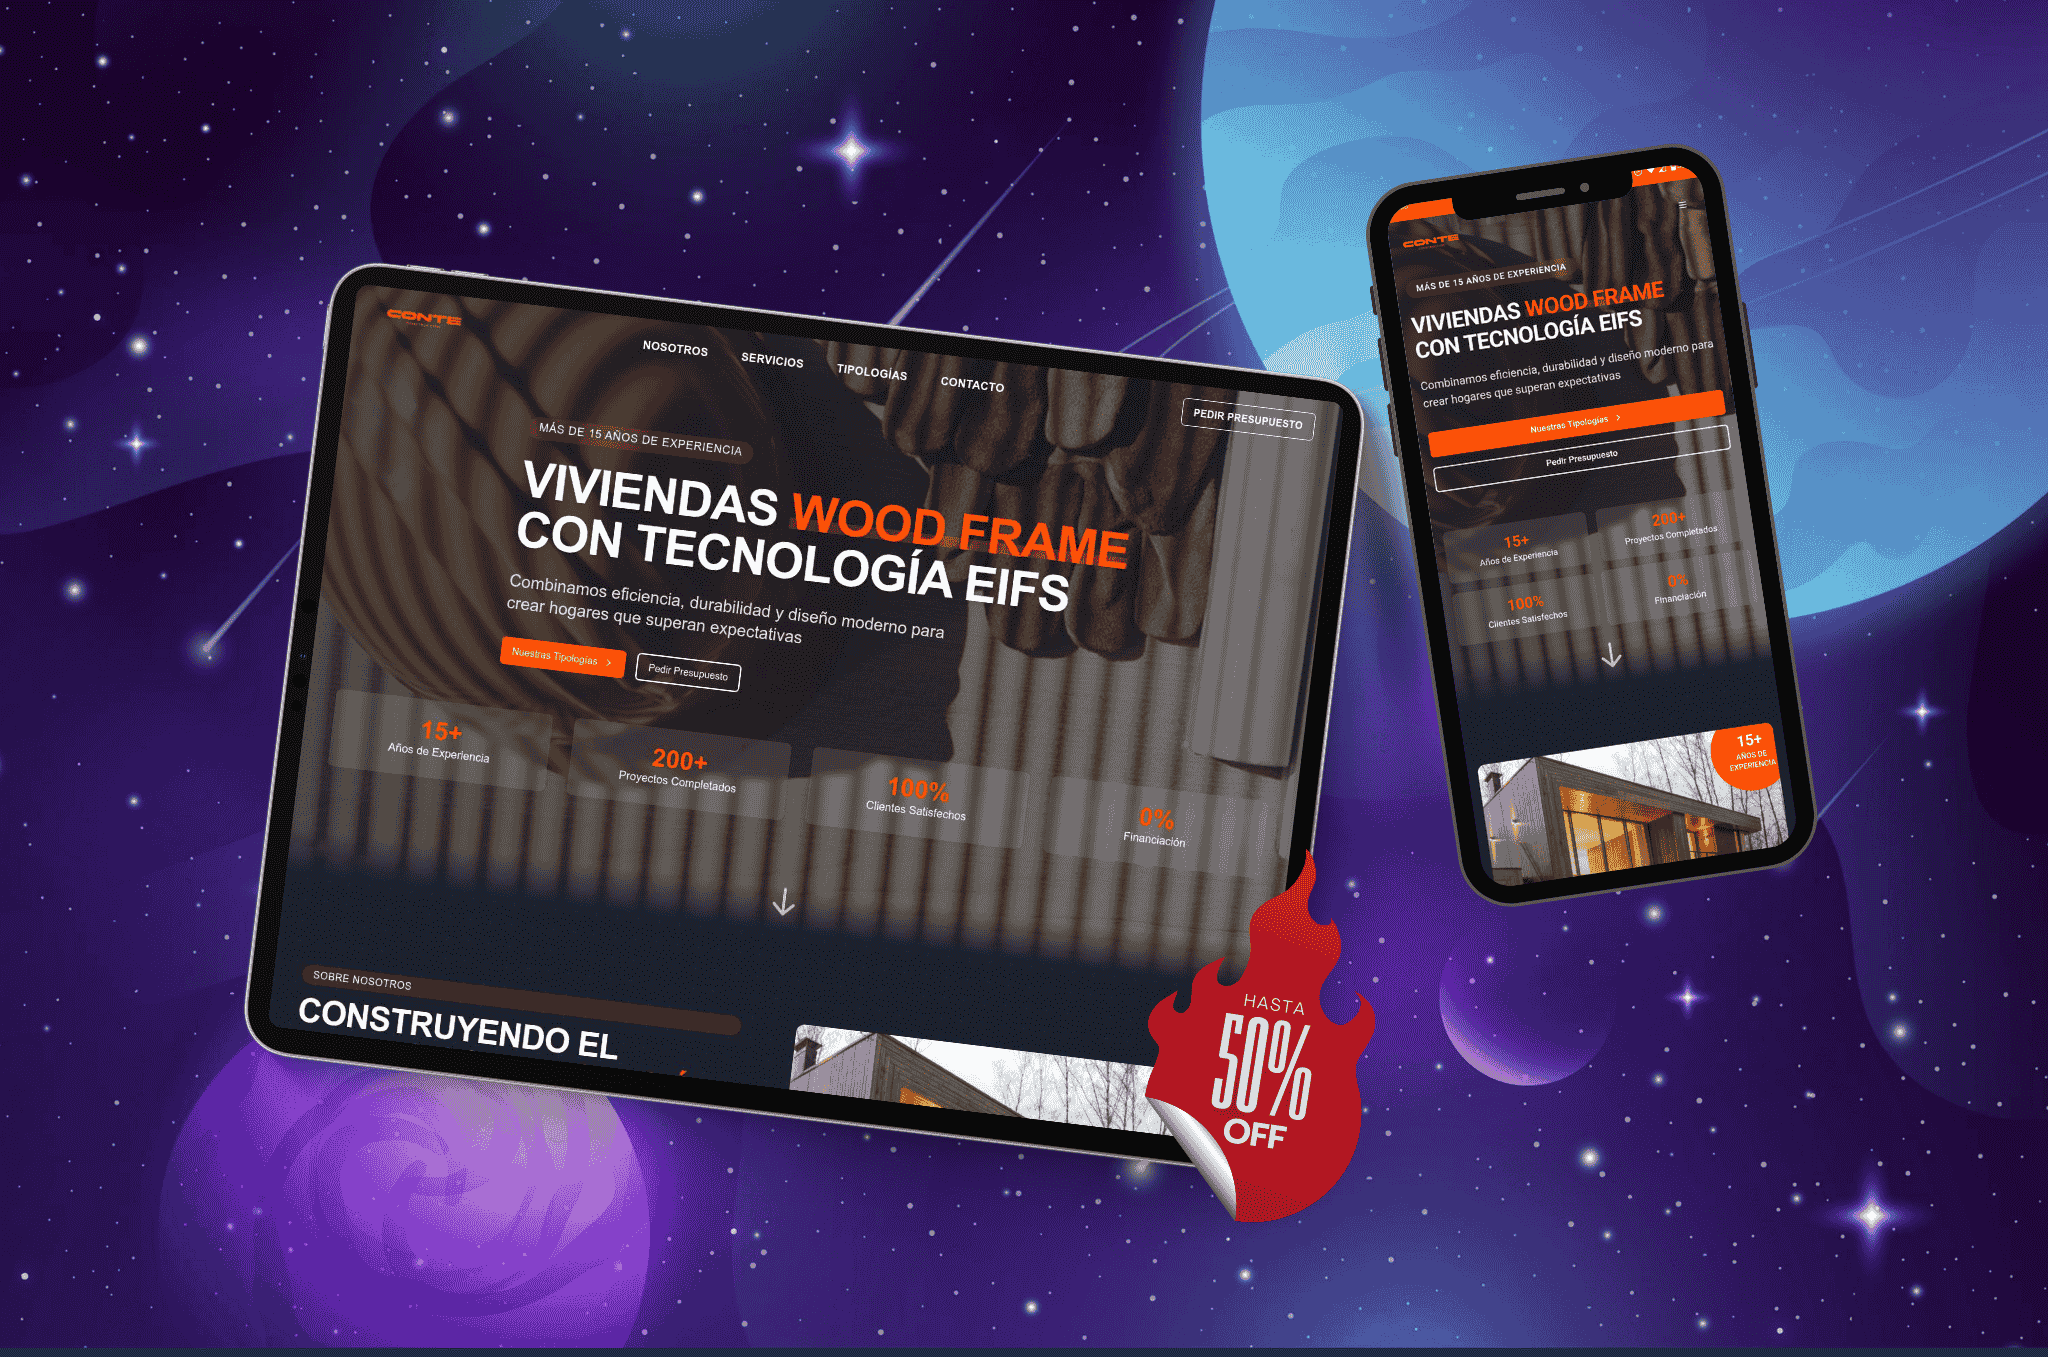 CONTE
NOSOTROS
SERVICIOS
TIPOLOGÍAS
CONTACTO
PEDIR PRESUPUESTO
MÁS DE 15 AÑOS DE EXPERIENCIA
VIVIENDAS WOOD FRAME
CON TECNOLOGÍA EIFS
Combinamos eficiencia, durabilidad y diseño moderno para
crear hogares que superan expectativas
Nuestras Tipologías
Pedir Presupuesto
15+
Años de Experiencia
200+
Proyectos Completados
100%
Clientes Satisfechos
0%
Financiación
SOBRE NOSOTROS
CONSTRUYENDO EL
HASTA
50%
OFF
CONTE
MÁS DE 15 AÑOS DE EXPERIENCIA
VIVIENDAS WOOD FRAME
CON TECNOLOGÍA EIFS
Combinamos eficiencia, durabilidad y diseño moderno para
crear hogares que superan expectativas
Nuestras Tipologías
Pedir Presupuesto
15+
Años de Experiencia
200+
Proyectos Completados
100%
Clientes Satisfechos
0%
Financiación
15+
AÑOS DE
EXPERIENCIA